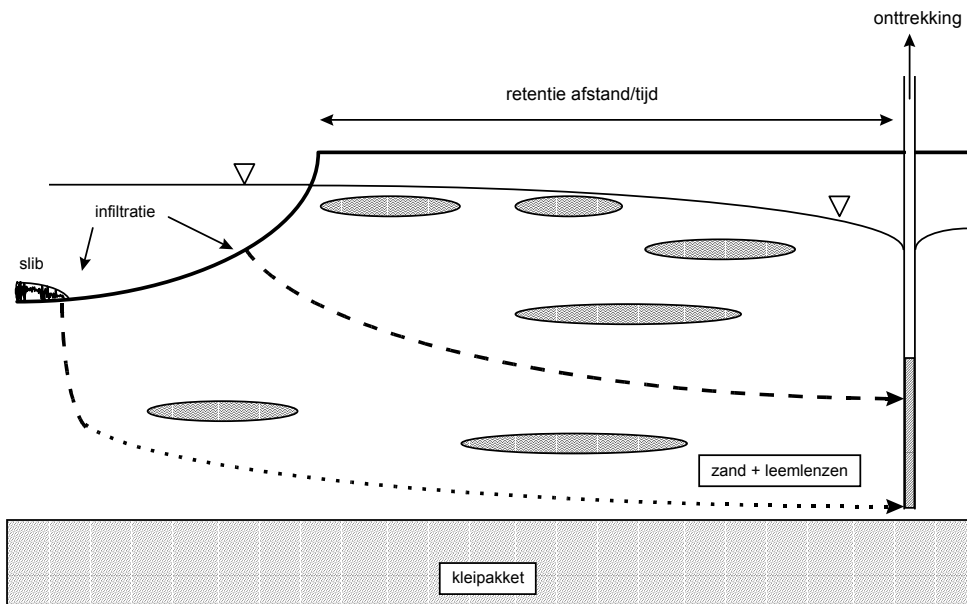 onttrekking
retentie afstand/tijd
infiltratie
slib
zand + leemlenzen
kleipakket